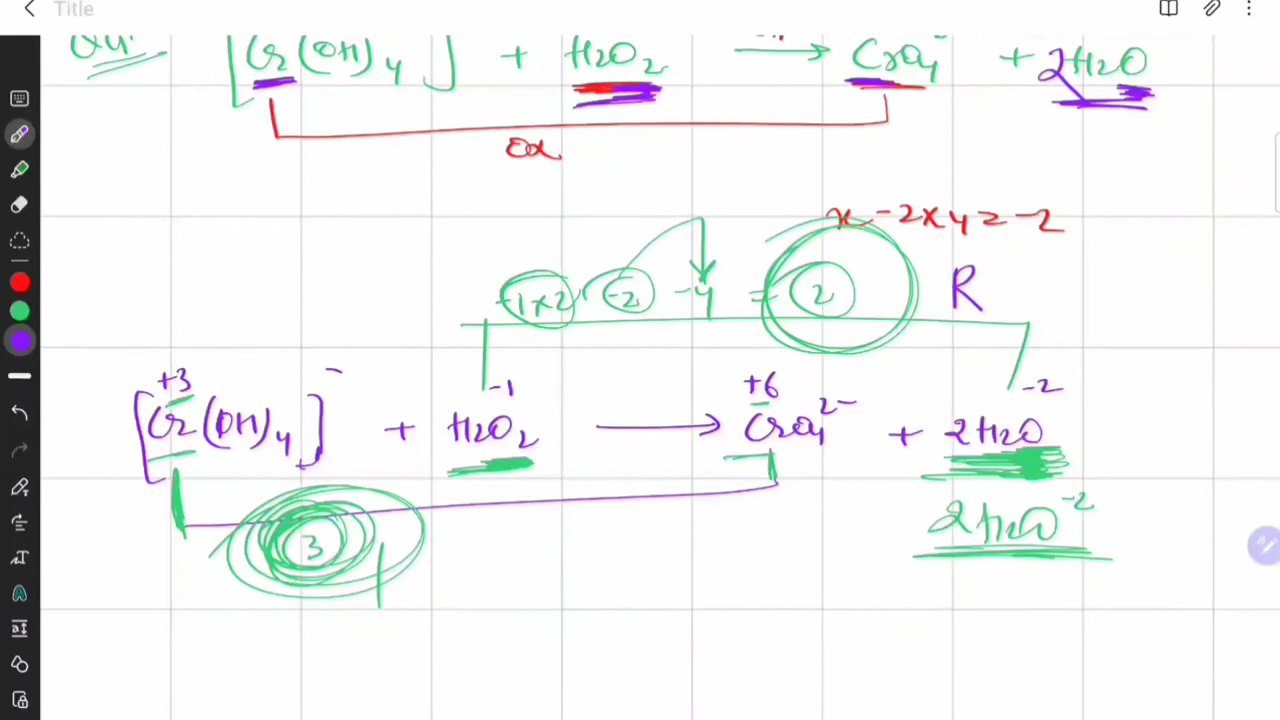 Title
[Cr(OH)4] + H2O2 → CrO4 + 2H2O
Ox
x - 2 x 4 = -2
-1x2 -2 -4 = 2 R
+3 -1 +6 -2
[Cr(OH)4]⁻ + H2O2 → CrO4²⁻ + 2H2O
3 2H2O⁻²